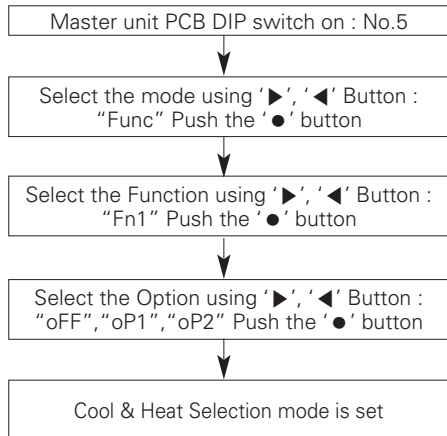 Master unit PCB DIP switch on : No.5
Select the mode using ‘▶’, ‘◀’ Button :
“Func” Push the ‘●’ button
Select the Function using ‘▶’, ‘◀’ Button :
“Fn1” Push the ‘●’ button
Select the Option using ‘▶’, ‘◀’ Button :
“oFF”,“oP1”,“oP2” Push the ‘●’ button
Cool & Heat Selection mode is set